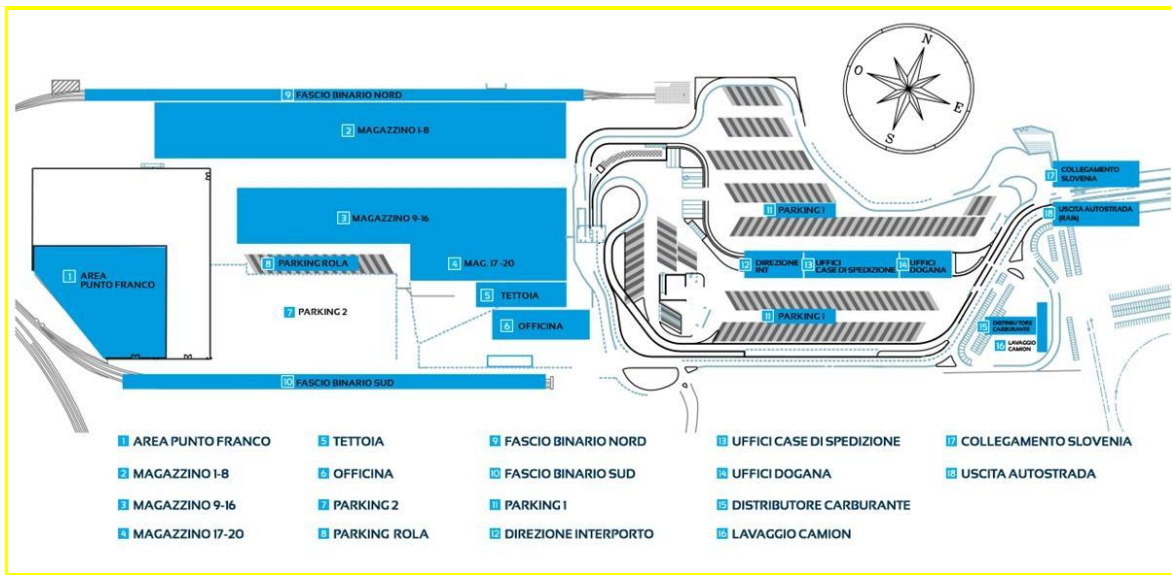 N
O
E
S
9 FASCIO BINARIO NORD
2 MAGAZZINO 1-8
17 COLLEGAMENTO
SLOVENIA
3 MAGAZZINO 9-16
11 PARKING 1
18 USCITA AUTOSTRADA
(RA14)
1 AREA
PUNTO FRANCO
8 PARKING ROLA
4 MAG. 17-20
12 DIREZIONE
INT
13 UFFICI
CASE DI SPEDIZIONE
14 UFFICI
DOGANA
5 TETTOIA
7 PARKING 2
6 OFFICINA
11 PARKING 1
15 DISTRIBUTORE
CARBURANTE
16 LAVAGGIO
CAMION
10 FASCIO BINARIO SUD
1 AREA PUNTO FRANCO
2 MAGAZZINO 1-8
3 MAGAZZINO 9-16
4 MAGAZZINO 17-20
5 TETTOIA
6 OFFICINA
7 PARKING 2
8 PARKING ROLA
9 FASCIO BINARIO NORD
10 FASCIO BINARIO SUD
11 PARKING 1
12 DIREZIONE INTERPORTO
13 UFFICI CASE DI SPEDIZIONE
14 UFFICI DOGANA
15 DISTRIBUTORE CARBURANTE
16 LAVAGGIO CAMION
17 COLLEGAMENTO SLOVENIA
18 USCITA AUTOSTRADA